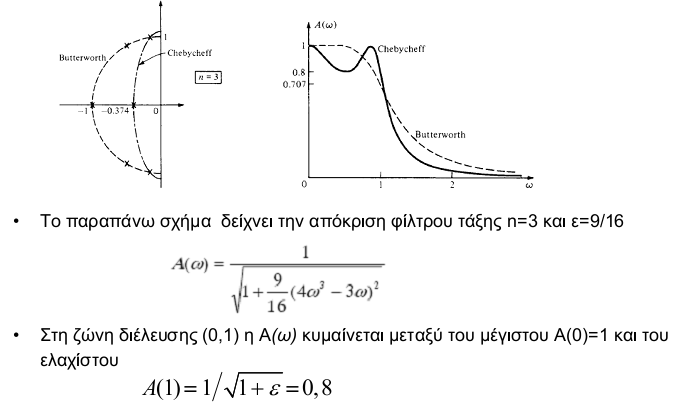 A(ω)
1
1
Chebycheff
Butterworth
Chebycheff
n = 3
0.8
0.707
−1 −0.374 0
Butterworth
0 1 2 ω
• Το παραπάνω σχήμα δείχνει την απόκριση φίλτρου τάξης n=3 και ε=9/16
A(ω) = 1 / √(1 + 9/16 (4ω³ − 3ω)²)
• Στη ζώνη διέλευσης (0,1) η Α(ω) κυμαίνεται μεταξύ του μέγιστου Α(0)=1 και του
ελαχίστου
A(1) = 1/√(1 + ε) = 0,8